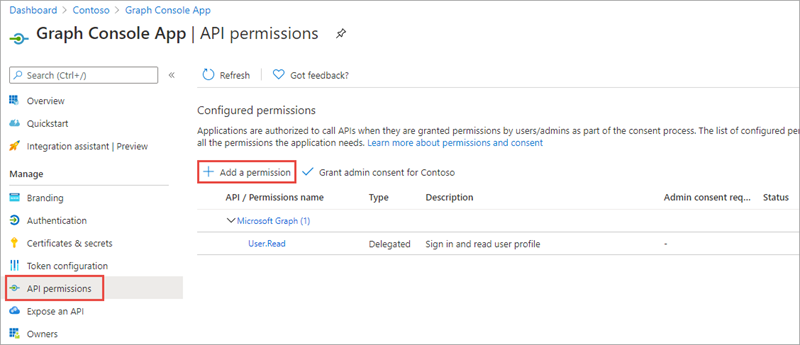 Dashboard > Contoso > Graph Console App
Graph Console App | API permissions
Search (Ctrl+/)
«
Refresh
Got feedback?
Overview
Quickstart
Integration assistant | Preview
Manage
Branding
Authentication
Certificates & secrets
Token configuration
API permissions
Expose an API
Owners
Configured permissions
Applications are authorized to call APIs when they are granted permissions by users/admins as part of the consent process. The list of configured pe
all the permissions the application needs. Learn more about permissions and consent
Add a permission
Grant admin consent for Contoso
API / Permissions name Type Description Admin consent req... Status
Microsoft Graph (1)
User.Read Delegated Sign in and read user profile -